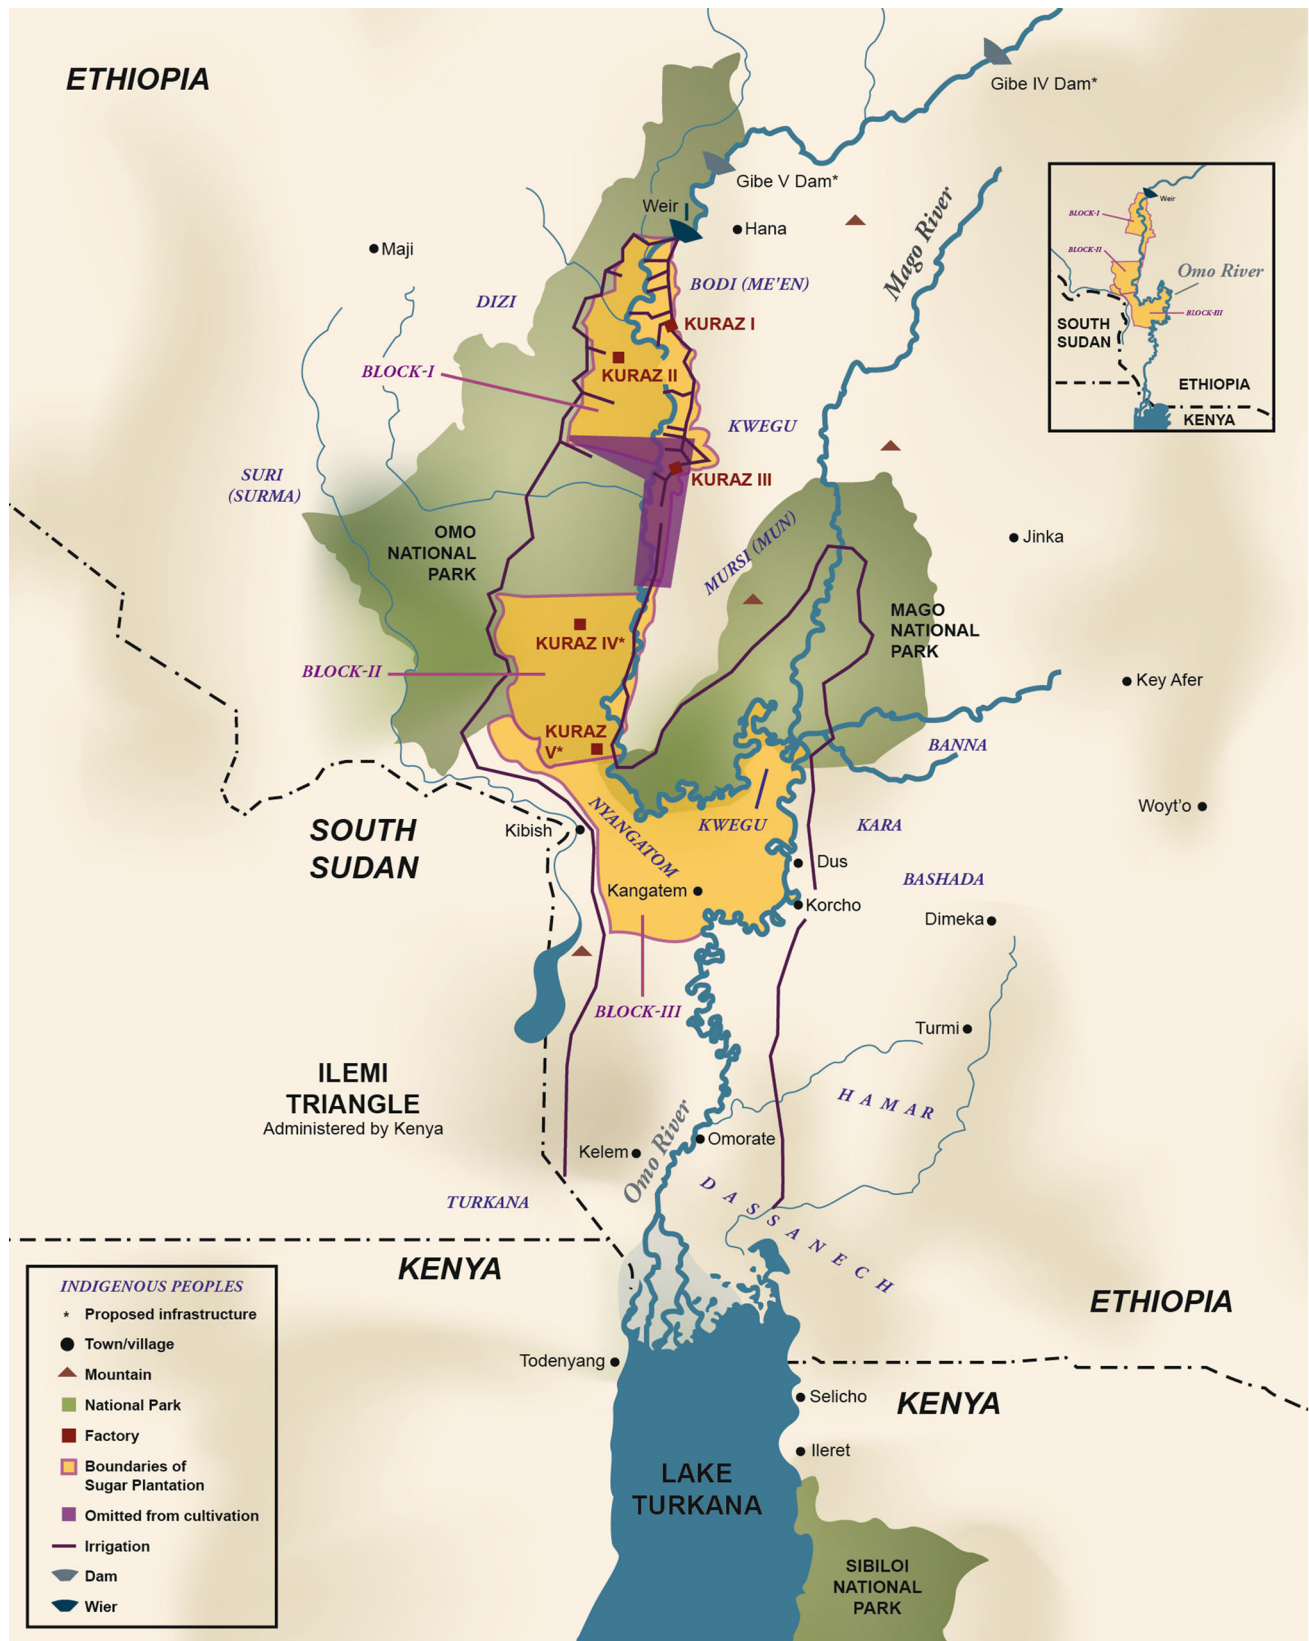 ETHIOPIA
Gibe IV Dam*
Gibe V Dam*
Weir
Hana
Maji
Mago River
DIZI
BODI (ME'EN)
KURAZ I
BLOCK-I
KURAZ II
KWEGU
SURI
(SURMA)
KURAZ III
OMO
NATIONAL
PARK
MURSI (MUN)
Jinka
MAGO
NATIONAL
PARK
KURAZ IV*
BLOCK-II
Key Afer
KURAZ
V*
BANNA
Woyt'o
SOUTH
SUDAN
Kibish
NYANGATOM
KWEGU
KARA
Dus
BASHADA
Kangatem
Korcho
Dimeka
BLOCK-III
Turmi
ILEMI
TRIANGLE
Administered by Kenya
HAMAR
Omo River
Omorate
Kelem
TURKANA
DASSANECH
KENYA
ETHIOPIA
Todenyang
Selicho
KENYA
Ileret
LAKE
TURKANA
SIBILOI
NATIONAL
PARK
Weir
BLOCK-I
BLOCK-II
Omo River
BLOCK-III
SOUTH
SUDAN
ETHIOPIA
KENYA
INDIGENOUS PEOPLES
* Proposed infrastructure
Town/village
Mountain
National Park
Factory
Boundaries of
Sugar Plantation
Omitted from cultivation
Irrigation
Dam
Wier